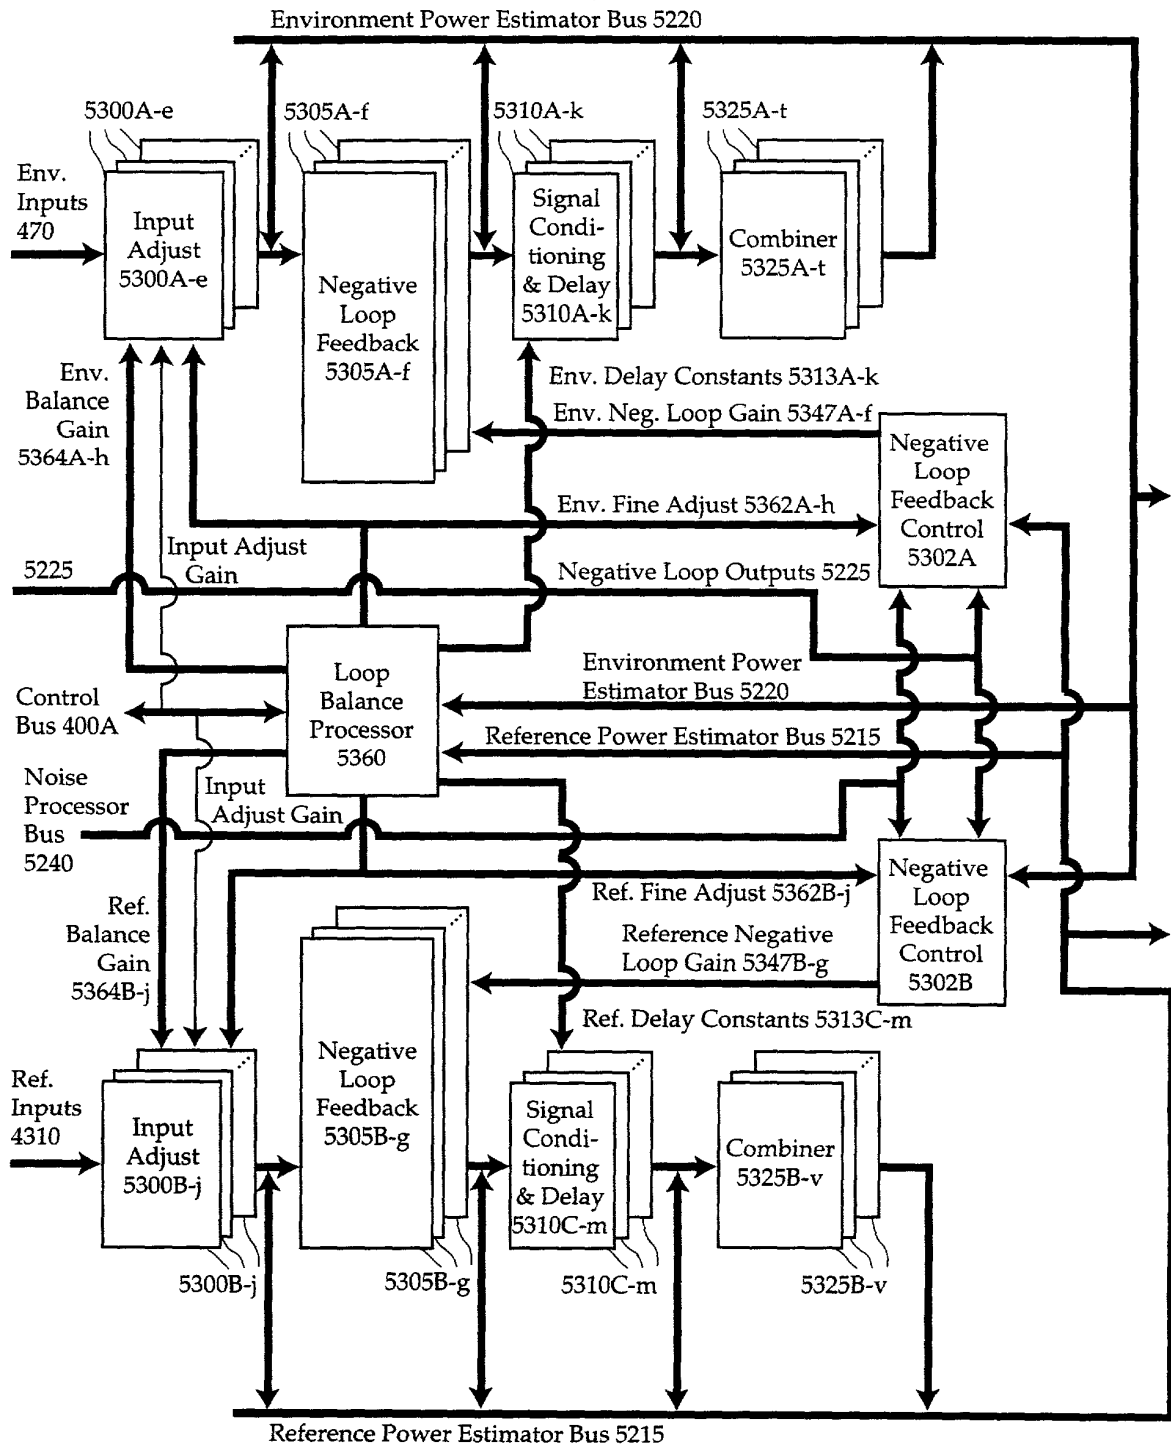 Environment Power Estimator Bus 5220
5300A-e
5305A-f
5310A-k
5325A-t
Env.
Inputs
470
Input
Adjust
5300A-e
Negative
Loop
Feedback
5305A-f
Signal
Condi-
tioning
& Delay
5310A-k
Combiner
5325A-t
Env.
Balance
Gain
5364A-h
Env. Delay Constants 5313A-k
Env. Neg. Loop Gain 5347A-f
Negative
Loop
Feedback
Control
5302A
Env. Fine Adjust 5362A-h
Input Adjust
Gain
5225
Negative Loop Outputs 5225
Loop
Balance
Processor
5360
Environment Power
Estimator Bus 5220
Control
Bus 400A
Reference Power Estimator Bus 5215
Noise
Processor
Bus
5240
Input
Adjust Gain
Ref. Fine Adjust 5362B-j
Negative
Loop
Feedback
Control
5302B
Ref.
Balance
Gain
5364B-j
Reference Negative
Loop Gain 5347B-g
Ref. Delay Constants 5313C-m
Ref.
Inputs
4310
Input
Adjust
5300B-j
Negative
Loop
Feedback
5305B-g
Signal
Condi-
tioning
& Delay
5310C-m
Combiner
5325B-v
5300B-j
5305B-g
5310C-m
5325B-v
Reference Power Estimator Bus 5215